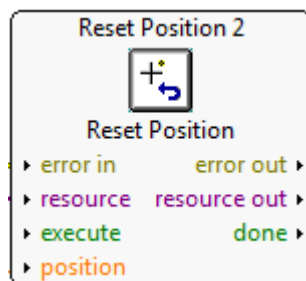 Reset Position 2
Reset Position
error in error out
resource resource out
execute done
position